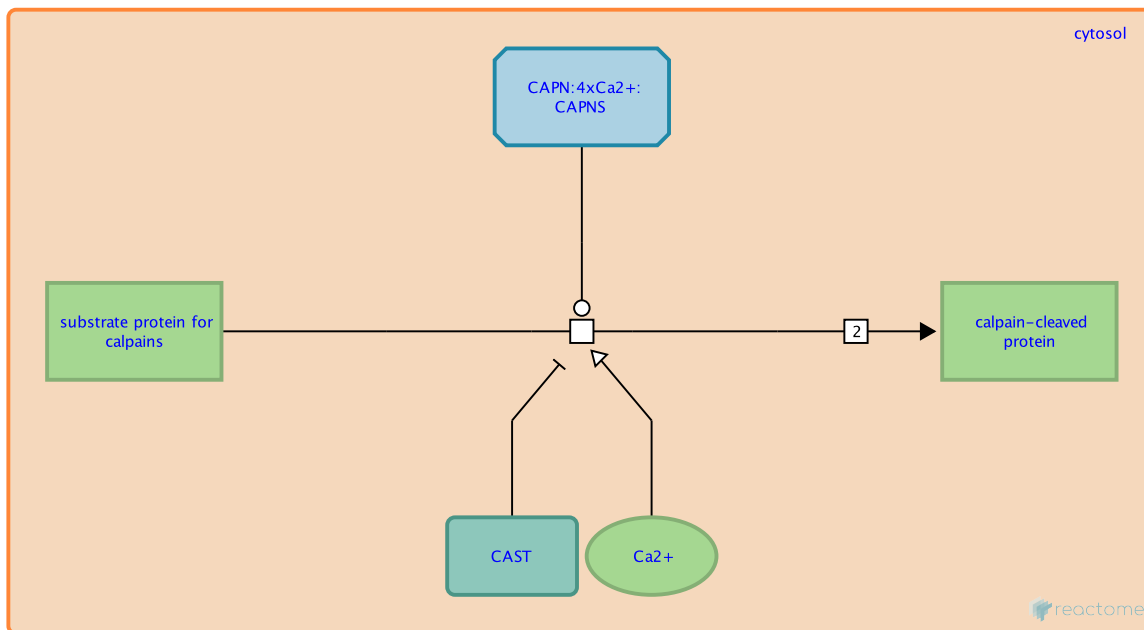 cytosol
CAPN:4xCa2+:
CAPNS
substrate protein for
calpains
2
calpain-cleaved
protein
CAST
Ca2+
reactome